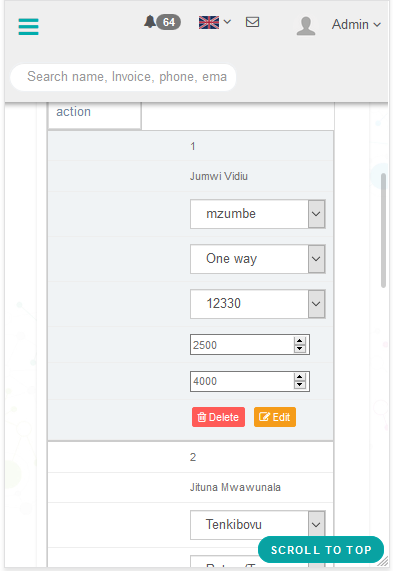 64
Admin
Search name, Invoice, phone, ema
action
1
Jumwi Vidiu
mzumbe
One way
12330
2500
4000
Delete Edit
2
Jituna Mwawunala
Tenkibovu
SCROLL TO TOP